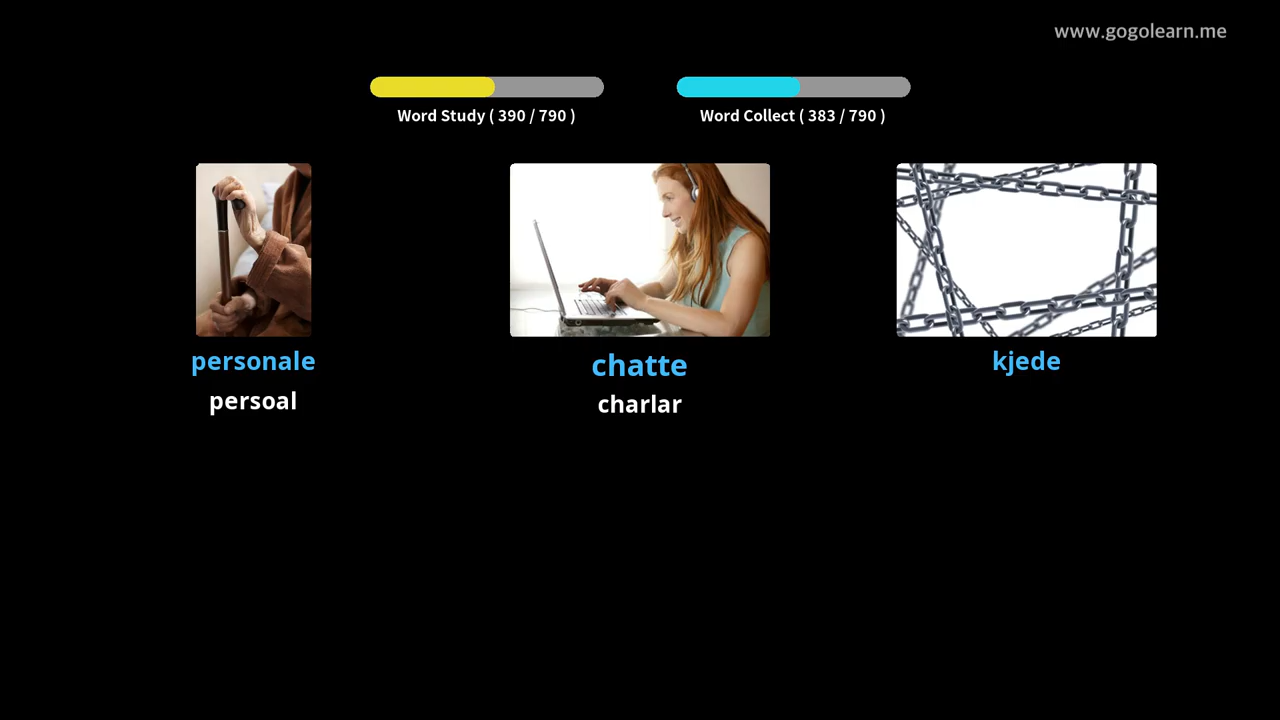 www.gogolearn.me
Word Study ( 390 / 790 )
Word Collect ( 383 / 790 )
personale
persoal
chatte
charlar
kjede